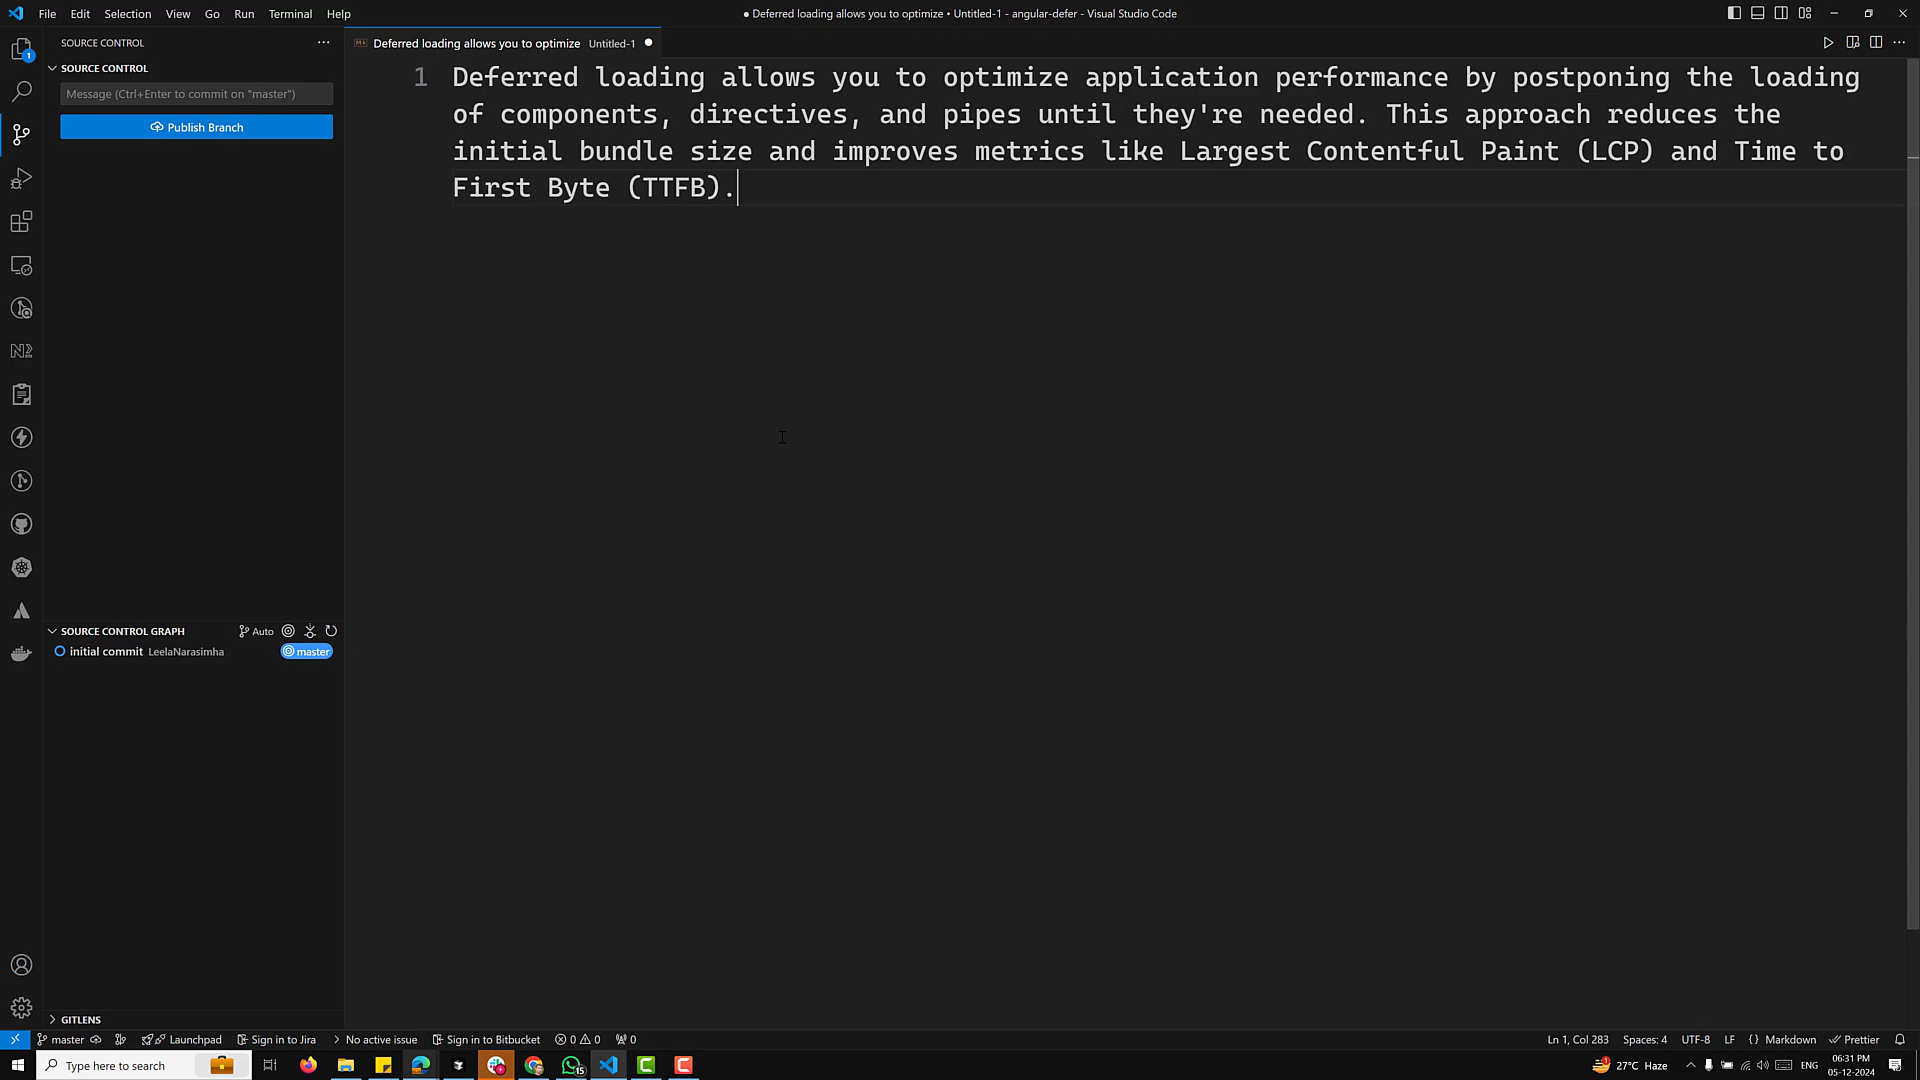 File Edit Selection View Go Run Terminal Help
● Deferred loading allows you to optimize • Untitled-1 - angular-defer - Visual Studio Code
SOURCE CONTROL
Deferred loading allows you to optimize Untitled-1
SOURCE CONTROL
Message (Ctrl+Enter to commit on "master")
Publish Branch
1
Deferred loading allows you to optimize application performance by postponing the loading
of components, directives, and pipes until they're needed. This approach reduces the
initial bundle size and improves metrics like Largest Contentful Paint (LCP) and Time to
First Byte (TTFB).
1
N2
SOURCE CONTROL GRAPH Auto
initial commit LeelaNarasimha master
GITLENS
master Launchpad Sign in to Jira No active issue Sign in to Bitbucket 0 0 0
Ln 1, Col 283 Spaces: 4 UTF-8 LF {} Markdown Prettier
Type here to search
15
27°C Haze
ENG
06:31 PM
05-12-2024